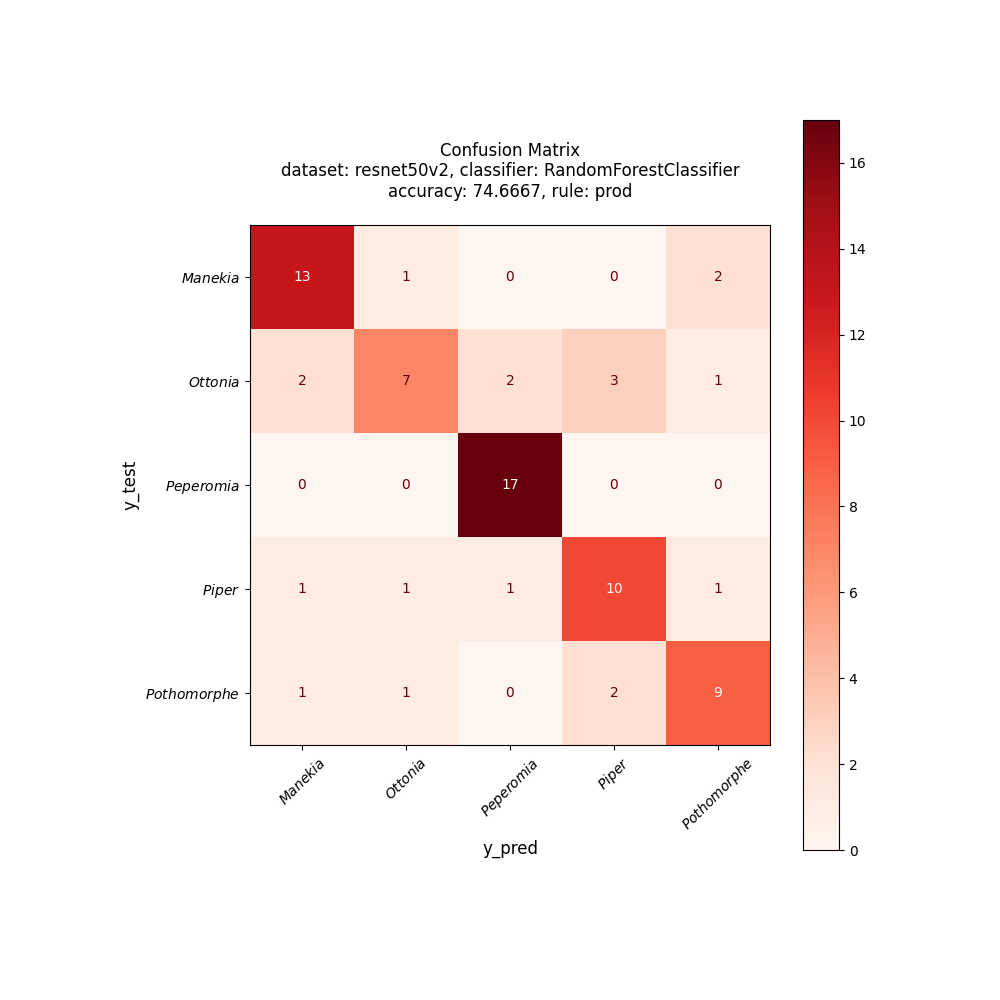 Confusion Matrix
dataset: resnet50v2, classifier: RandomForestClassifier
accuracy: 74.6667, rule: prod
16
14
12
10
8
6
4
2
0
y_test
Manekia 13 1 0 0 2
Ottonia 2 7 2 3 1
Peperomia 0 0 17 0 0
Piper 1 1 1 10 1
Pothomorphe 1 1 0 2 9
Manekia Ottonia Peperomia Piper Pothomorphe
y_pred